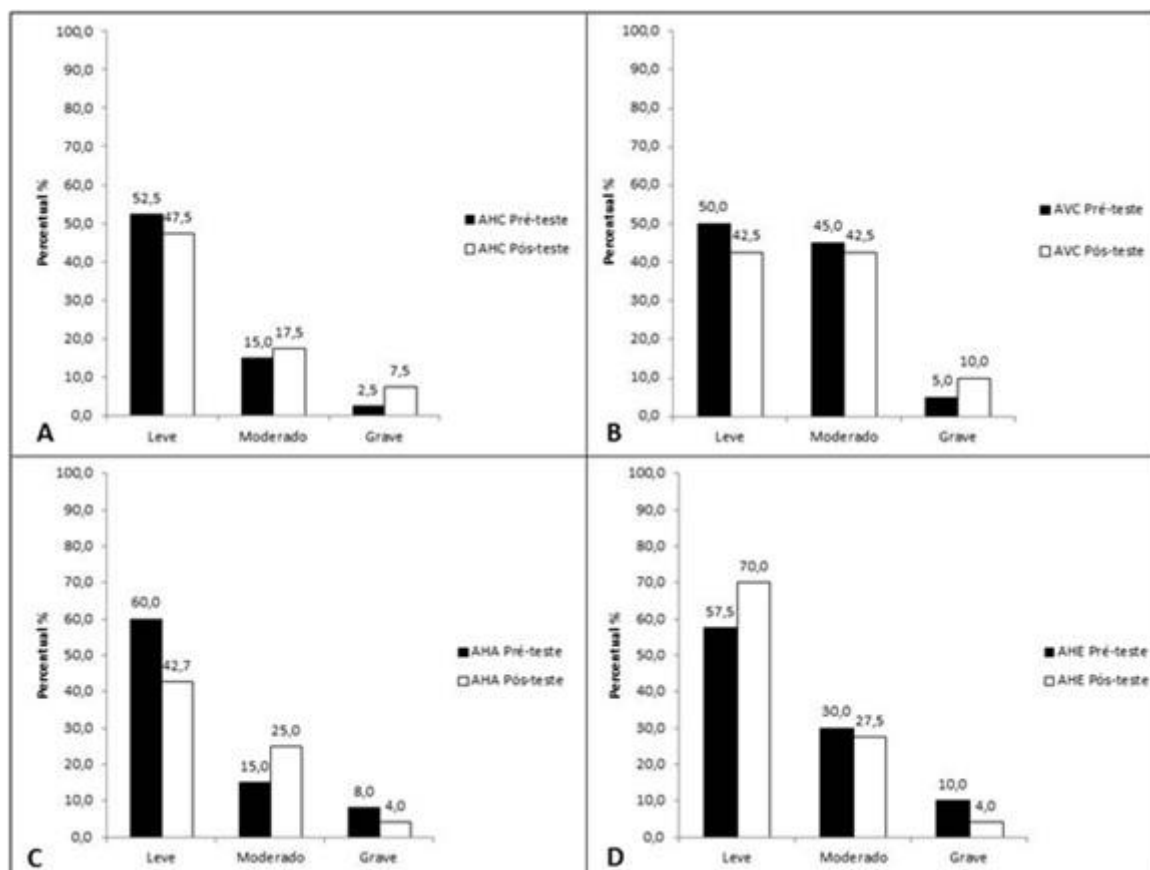 100,0
90,0
80,0
70,0
60,0
50,0
40,0
30,0
20,0
10,0
0,0
Percentual %
52,5
47,5
15,0
17,5
2,5
7,5
Leve
Moderado
Grave
AHC Pré-teste
AHC Pós-teste
A
100,0
90,0
80,0
70,0
60,0
50,0
40,0
30,0
20,0
10,0
0,0
Percentual %
50,0
42,5
45,0
42,5
5,0
10,0
Leve
Moderado
Grave
AVC Pré-teste
AVC Pós-teste
B
100,0
90,0
80,0
70,0
60,0
50,0
40,0
30,0
20,0
10,0
0,0
Percentual %
60,0
42,7
15,0
25,0
8,0
4,0
Leve
Moderado
Grave
AHA Pré-teste
AHA Pós-teste
C
100,0
90,0
80,0
70,0
60,0
50,0
40,0
30,0
20,0
10,0
0,0
Percentual %
57,5
70,0
30,0
27,5
10,0
4,0
Leve
Moderado
Grave
AHE Pré-teste
AHE Pós-teste
D